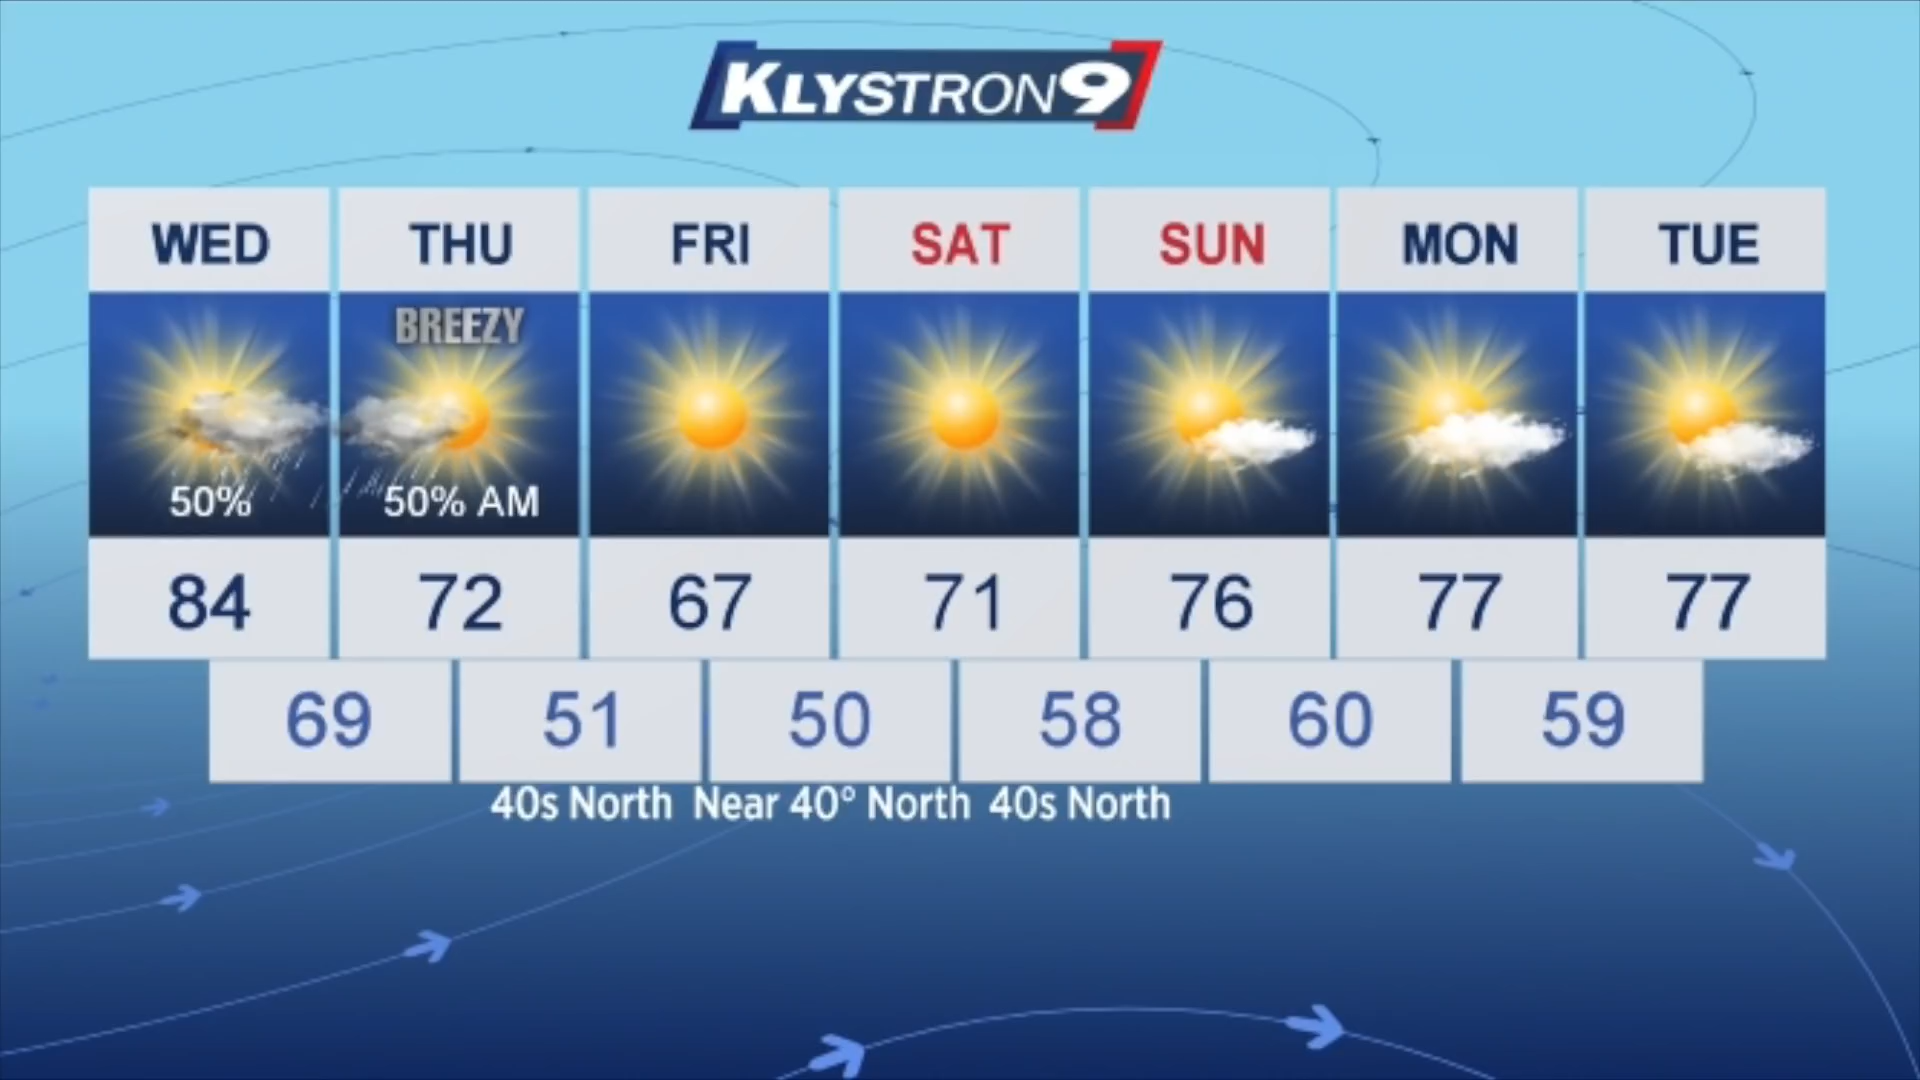 KLYSTRON9
WED THU FRI SAT SUN MON TUE
BREEZY
50% 50% AM
84 72 67 71 76 77 77
69 51 50 58 60 59
40s North Near 40° North 40s North